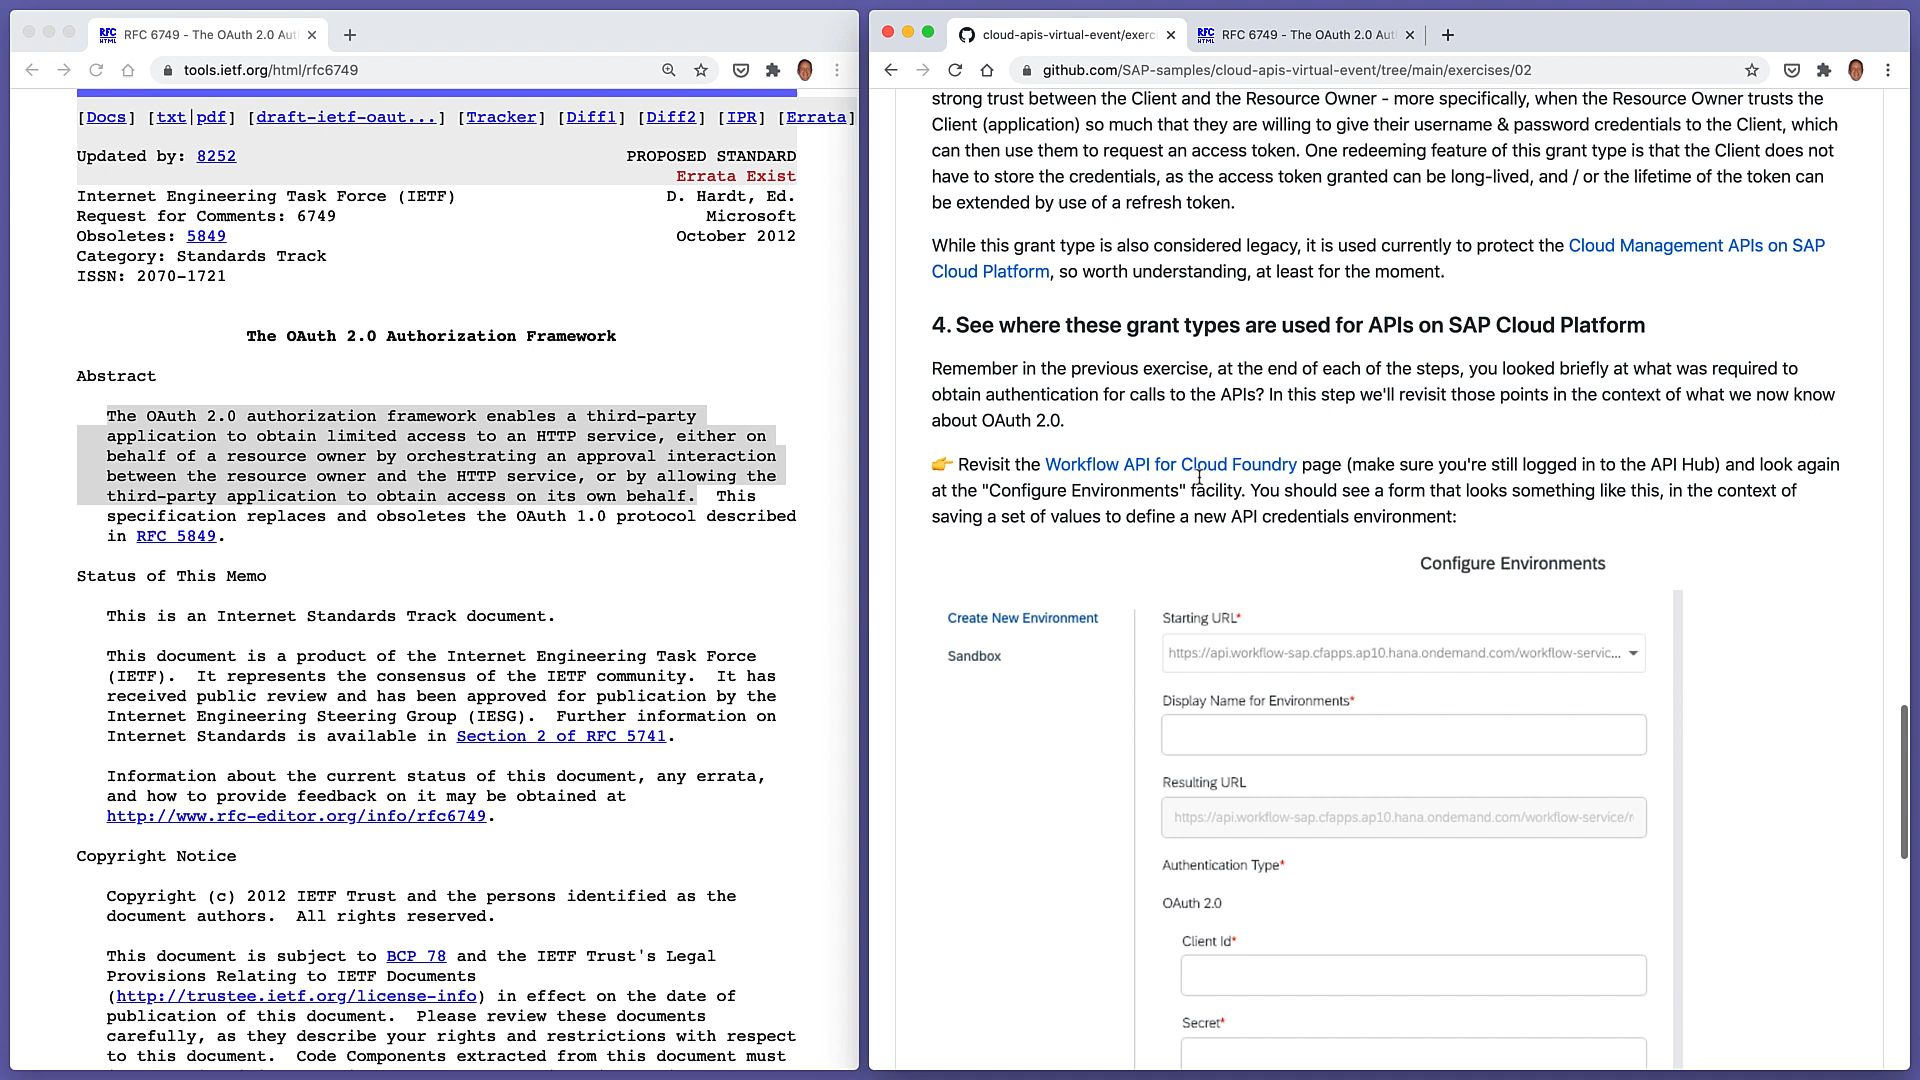 RFC HTML RFC 6749 - The OAuth 2.0 Aut
tools.ietf.org/html/rfc6749
[Docs] [txt|pdf] [draft-ietf-oaut...] [Tracker] [Diff1] [Diff2] [IPR] [Errata]
Updated by: 8252 PROPOSED STANDARD
Errata Exist
Internet Engineering Task Force (IETF) D. Hardt, Ed.
Request for Comments: 6749 Microsoft
Obsoletes: 5849 October 2012
Category: Standards Track
ISSN: 2070-1721
The OAuth 2.0 Authorization Framework
Abstract
The OAuth 2.0 authorization framework enables a third-party
application to obtain limited access to an HTTP service, either on
behalf of a resource owner by orchestrating an approval interaction
between the resource owner and the HTTP service, or by allowing the
third-party application to obtain access on its own behalf. This
specification replaces and obsoletes the OAuth 1.0 protocol described
in RFC 5849.
Status of This Memo
This is an Internet Standards Track document.
This document is a product of the Internet Engineering Task Force
(IETF). It represents the consensus of the IETF community. It has
received public review and has been approved for publication by the
Internet Engineering Steering Group (IESG). Further information on
Internet Standards is available in Section 2 of RFC 5741.
Information about the current status of this document, any errata,
and how to provide feedback on it may be obtained at
http://www.rfc-editor.org/info/rfc6749.
Copyright Notice
Copyright (c) 2012 IETF Trust and the persons identified as the
document authors. All rights reserved.
This document is subject to BCP 78 and the IETF Trust's Legal
Provisions Relating to IETF Documents
(http://trustee.ietf.org/license-info) in effect on the date of
publication of this document. Please review these documents
carefully, as they describe your rights and restrictions with respect
to this document. Code Components extracted from this document must
cloud-apis-virtual-event/exerc RFC HTML RFC 6749 - The OAuth 2.0 Aut
github.com/SAP-samples/cloud-apis-virtual-event/tree/main/exercises/02
strong trust between the Client and the Resource Owner - more specifically, when the Resource Owner trusts the
Client (application) so much that they are willing to give their username & password credentials to the Client, which
can then use them to request an access token. One redeeming feature of this grant type is that the Client does not
have to store the credentials, as the access token granted can be long-lived, and / or the lifetime of the token can
be extended by use of a refresh token.
While this grant type is also considered legacy, it is used currently to protect the Cloud Management APIs on SAP
Cloud Platform, so worth understanding, at least for the moment.
4. See where these grant types are used for APIs on SAP Cloud Platform
Remember in the previous exercise, at the end of each of the steps, you looked briefly at what was required to
obtain authentication for calls to the APIs? In this step we'll revisit those points in the context of what we now know
about OAuth 2.0.
👉 Revisit the Workflow API for Cloud Foundry page (make sure you're still logged in to the API Hub) and look again
at the "Configure Environments" facility. You should see a form that looks something like this, in the context of
saving a set of values to define a new API credentials environment:
Configure Environments
Create New Environment
Sandbox
Starting URL*
https://api.workflow-sap.cfapps.ap10.hana.ondemand.com/workflow-servic...
Display Name for Environments*
Resulting URL
https://api.workflow-sap.cfapps.ap10.hana.ondemand.com/workflow-service/r
Authentication Type*
OAuth 2.0
Client Id*
Secret*